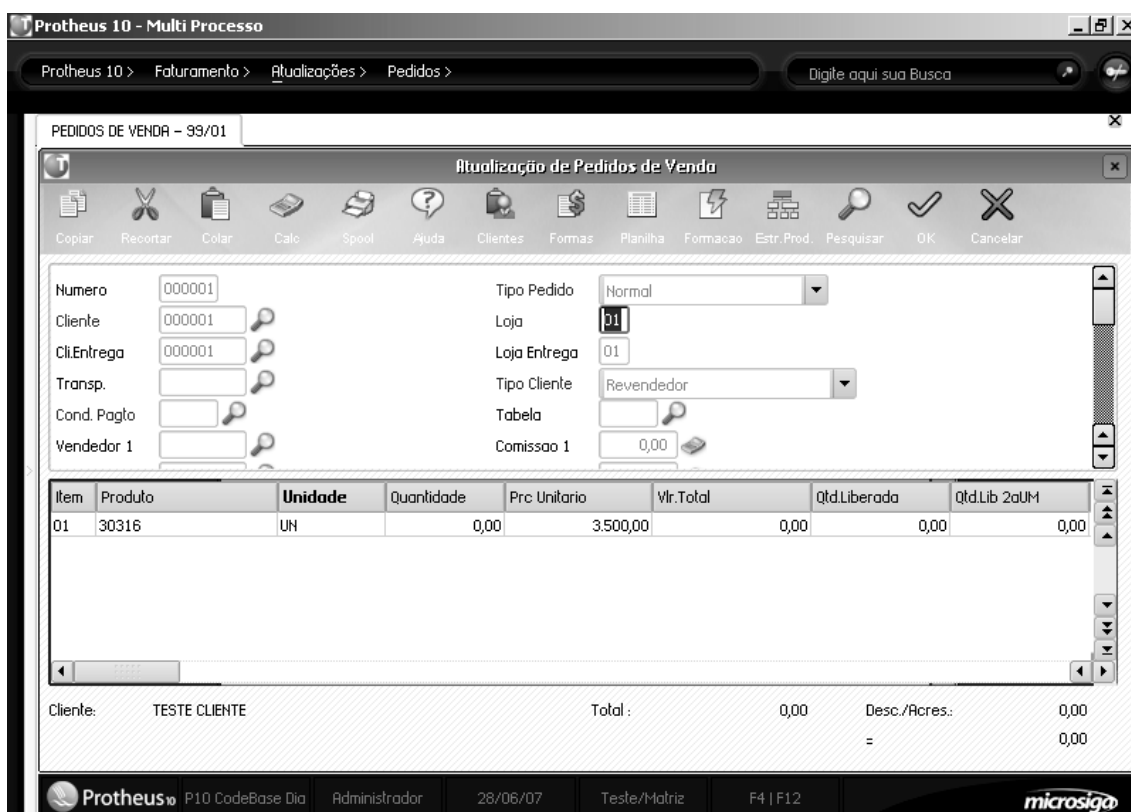 Protheus 10 - Multi Processo
Protheus 10 > Faturamento > Atualizações > Pedidos > Digite aqui sua Busca
PEDIDOS DE VENDA - 99/01
Atualização de Pedidos de Venda
Copiar Recortar Colar Calc Spool Ajuda Clientes Formas Planilha Formacao Estr.Prod. Pesquisar OK Cancelar
Numero 000001 Tipo Pedido Normal
Cliente 000001 Loja 01
Cli.Entrega 000001 Loja Entrega 01
Transp. Tipo Cliente Revendedor
Cond. Pagto Tabela
Vendedor 1 Comissao 1 0,00
Item Produto Unidade Quantidade Prc Unitario Vlr.Total Qtd.Liberada Qtd.Lib 2aUM
01 30316 UN 0,00 3.500,00 0,00 0,00 0,00
Cliente: TESTE CLIENTE Total : 0,00 Desc./Acres.: 0,00
= 0,00
Protheus10 P10 CodeBase Dia Administrador 28/06/07 Teste/Matriz F4 | F12 microsiga